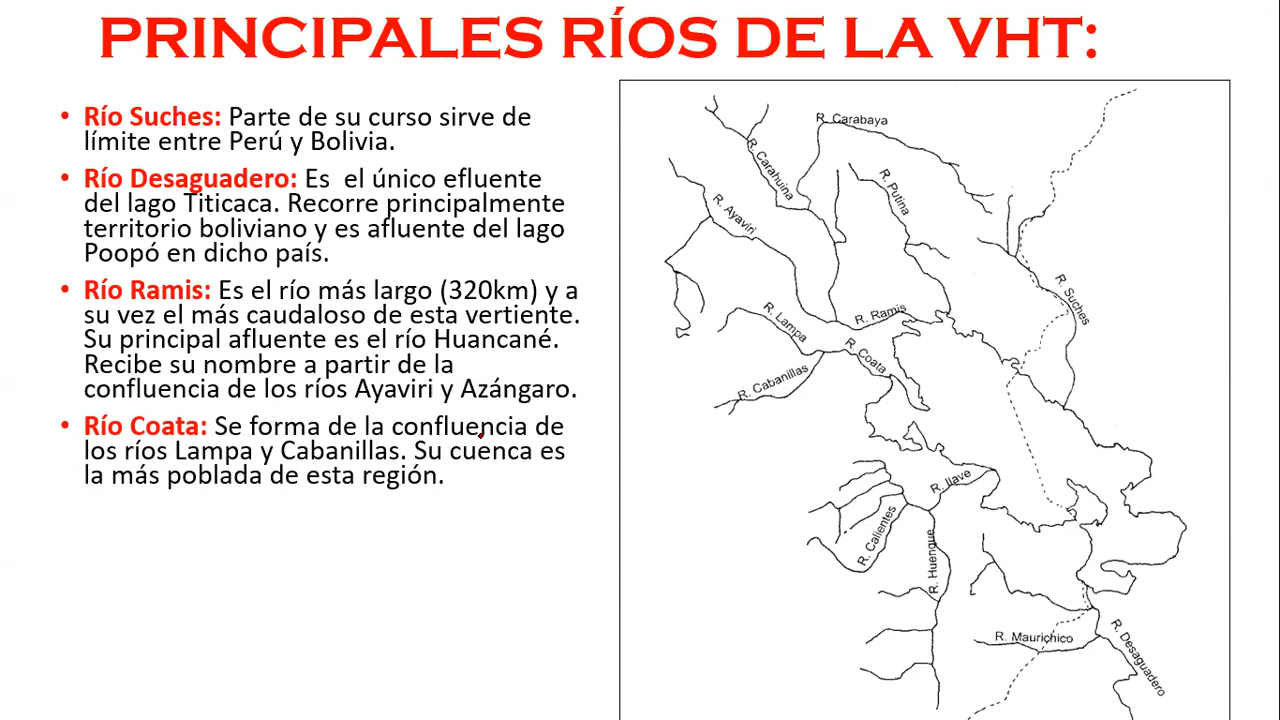 PRINCIPALES RÍOS DE LA VHT:
• Río Suches: Parte de su curso sirve de
límite entre Perú y Bolivia.
• Río Desaguadero: Es el único efluente
del lago Titicaca. Recorre principalmente
territorio boliviano y es afluente del lago
Poopó en dicho país.
• Río Ramis: Es el río más largo (320km) y a
su vez el más caudaloso de esta vertiente.
Su principal afluente es el río Huancané.
Recibe su nombre a partir de la
confluencia de los ríos Ayaviri y Azángaro.
• Río Coata: Se forma de la confluencia de
los ríos Lampa y Cabanillas. Su cuenca es
la más poblada de esta región.
R. Carabaya
R. Carahuina
R. Putina
R. Ayaviri
R. Suches
R. Ramis
R. Lampa
R. Coata
R. Cabanillas
R. Ilave
R. Calientes
R. Huenque
R. Maurichico
R. Desaguadero